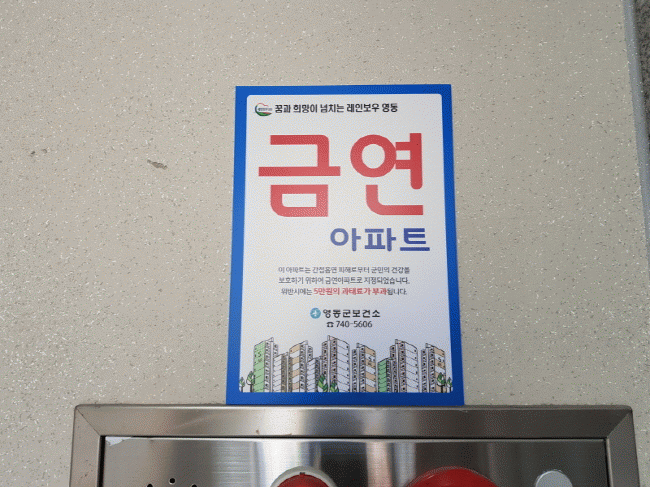 꿈과 희망이 넘치는 레인보우 영동
금연
아파트
이 아파트는 간접흡연 피해로부터 군민의 건강을
보호하기 위하여 금연아파트로 지정되었습니다.
위반시에는 5만원의 과태료가 부과됩니다.
영동군보건소
☎ 740-5606